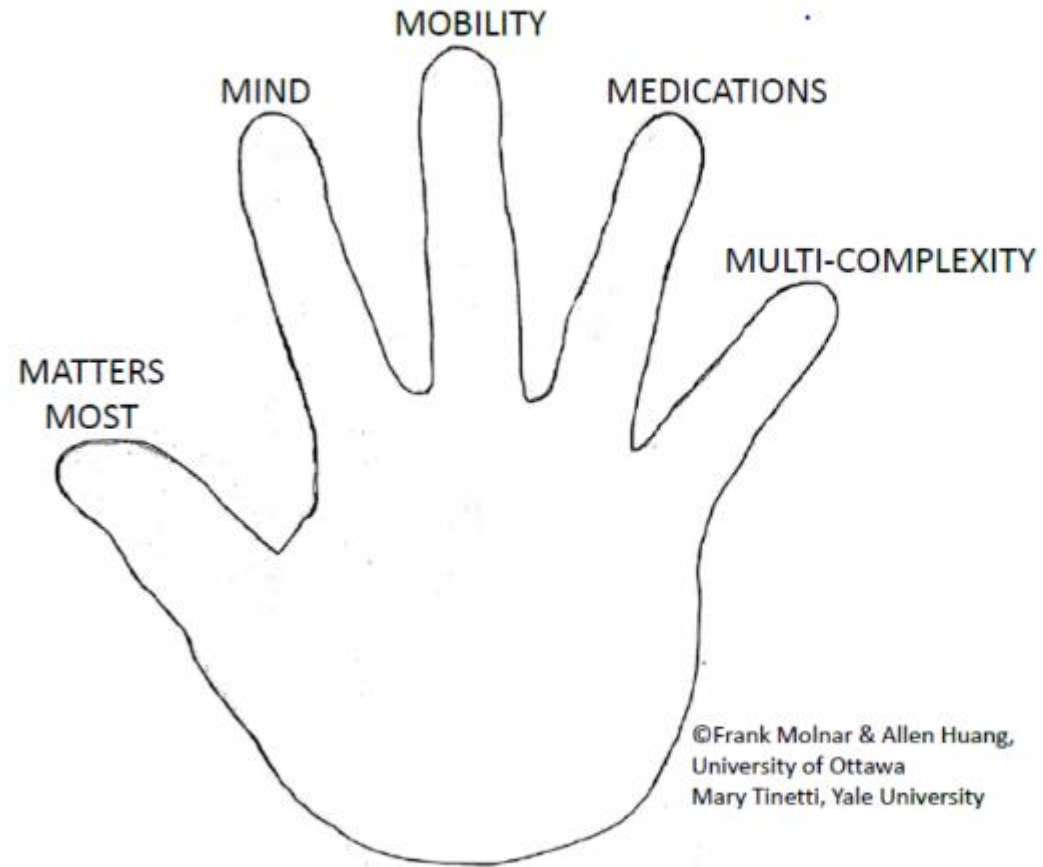 MOBILITY
MIND
MEDICATIONS
MULTI-COMPLEXITY
MATTERS
MOST
©Frank Molnar & Allen Huang,
University of Ottawa
Mary Tinetti, Yale University